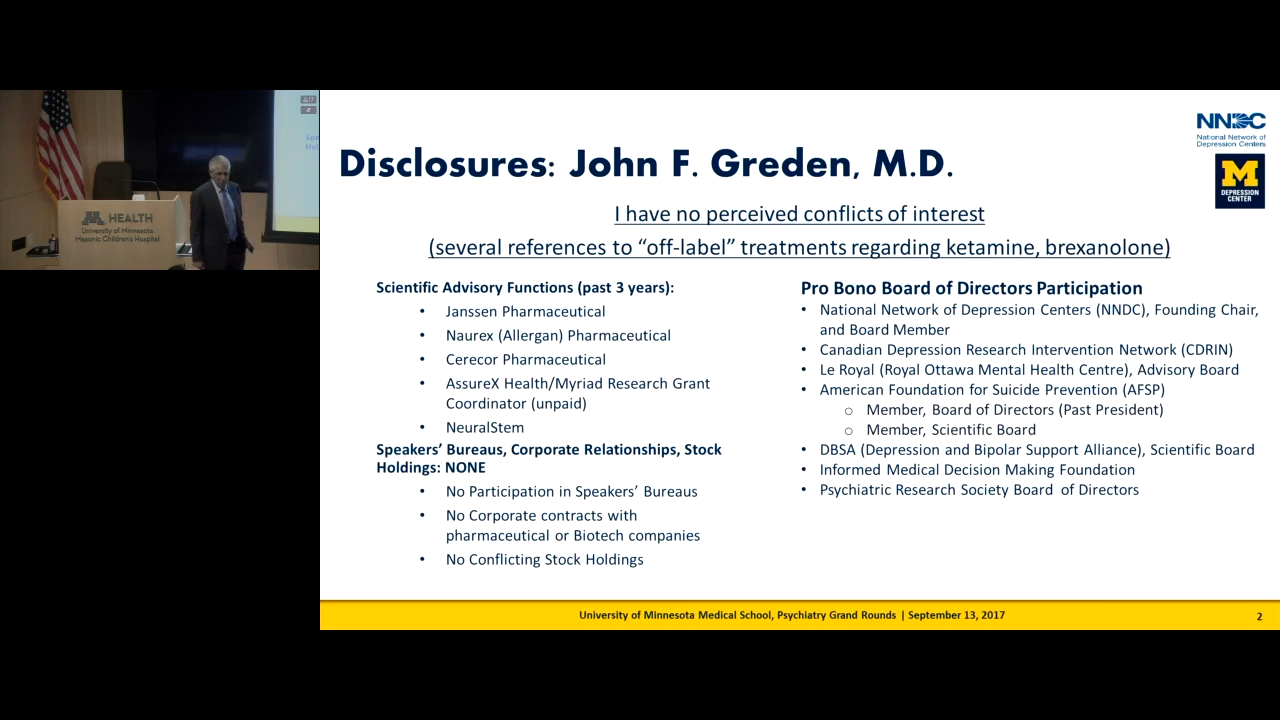 HEALTH
University of Minnesota
Masonic Children's Hospital
NNDC
National Network of
Depression Centers
M
DEPRESSION
CENTER
Disclosures: John F. Greden, M.D.
I have no perceived conflicts of interest
(several references to “off-label” treatments regarding ketamine, brexanolone)
Scientific Advisory Functions (past 3 years):
• Janssen Pharmaceutical
• Naurex (Allergan) Pharmaceutical
• Cerecor Pharmaceutical
• AssureX Health/Myriad Research Grant
Coordinator (unpaid)
• NeuralStem
Speakers’ Bureaus, Corporate Relationships, Stock
Holdings: NONE
• No Participation in Speakers’ Bureaus
• No Corporate contracts with
pharmaceutical or Biotech companies
• No Conflicting Stock Holdings
Pro Bono Board of Directors Participation
• National Network of Depression Centers (NNDC), Founding Chair,
and Board Member
• Canadian Depression Research Intervention Network (CDRIN)
• Le Royal (Royal Ottawa Mental Health Centre), Advisory Board
• American Foundation for Suicide Prevention (AFSP)
o Member, Board of Directors (Past President)
o Member, Scientific Board
• DBSA (Depression and Bipolar Support Alliance), Scientific Board
• Informed Medical Decision Making Foundation
• Psychiatric Research Society Board of Directors
University of Minnesota Medical School, Psychiatry Grand Rounds | September 13, 2017
2